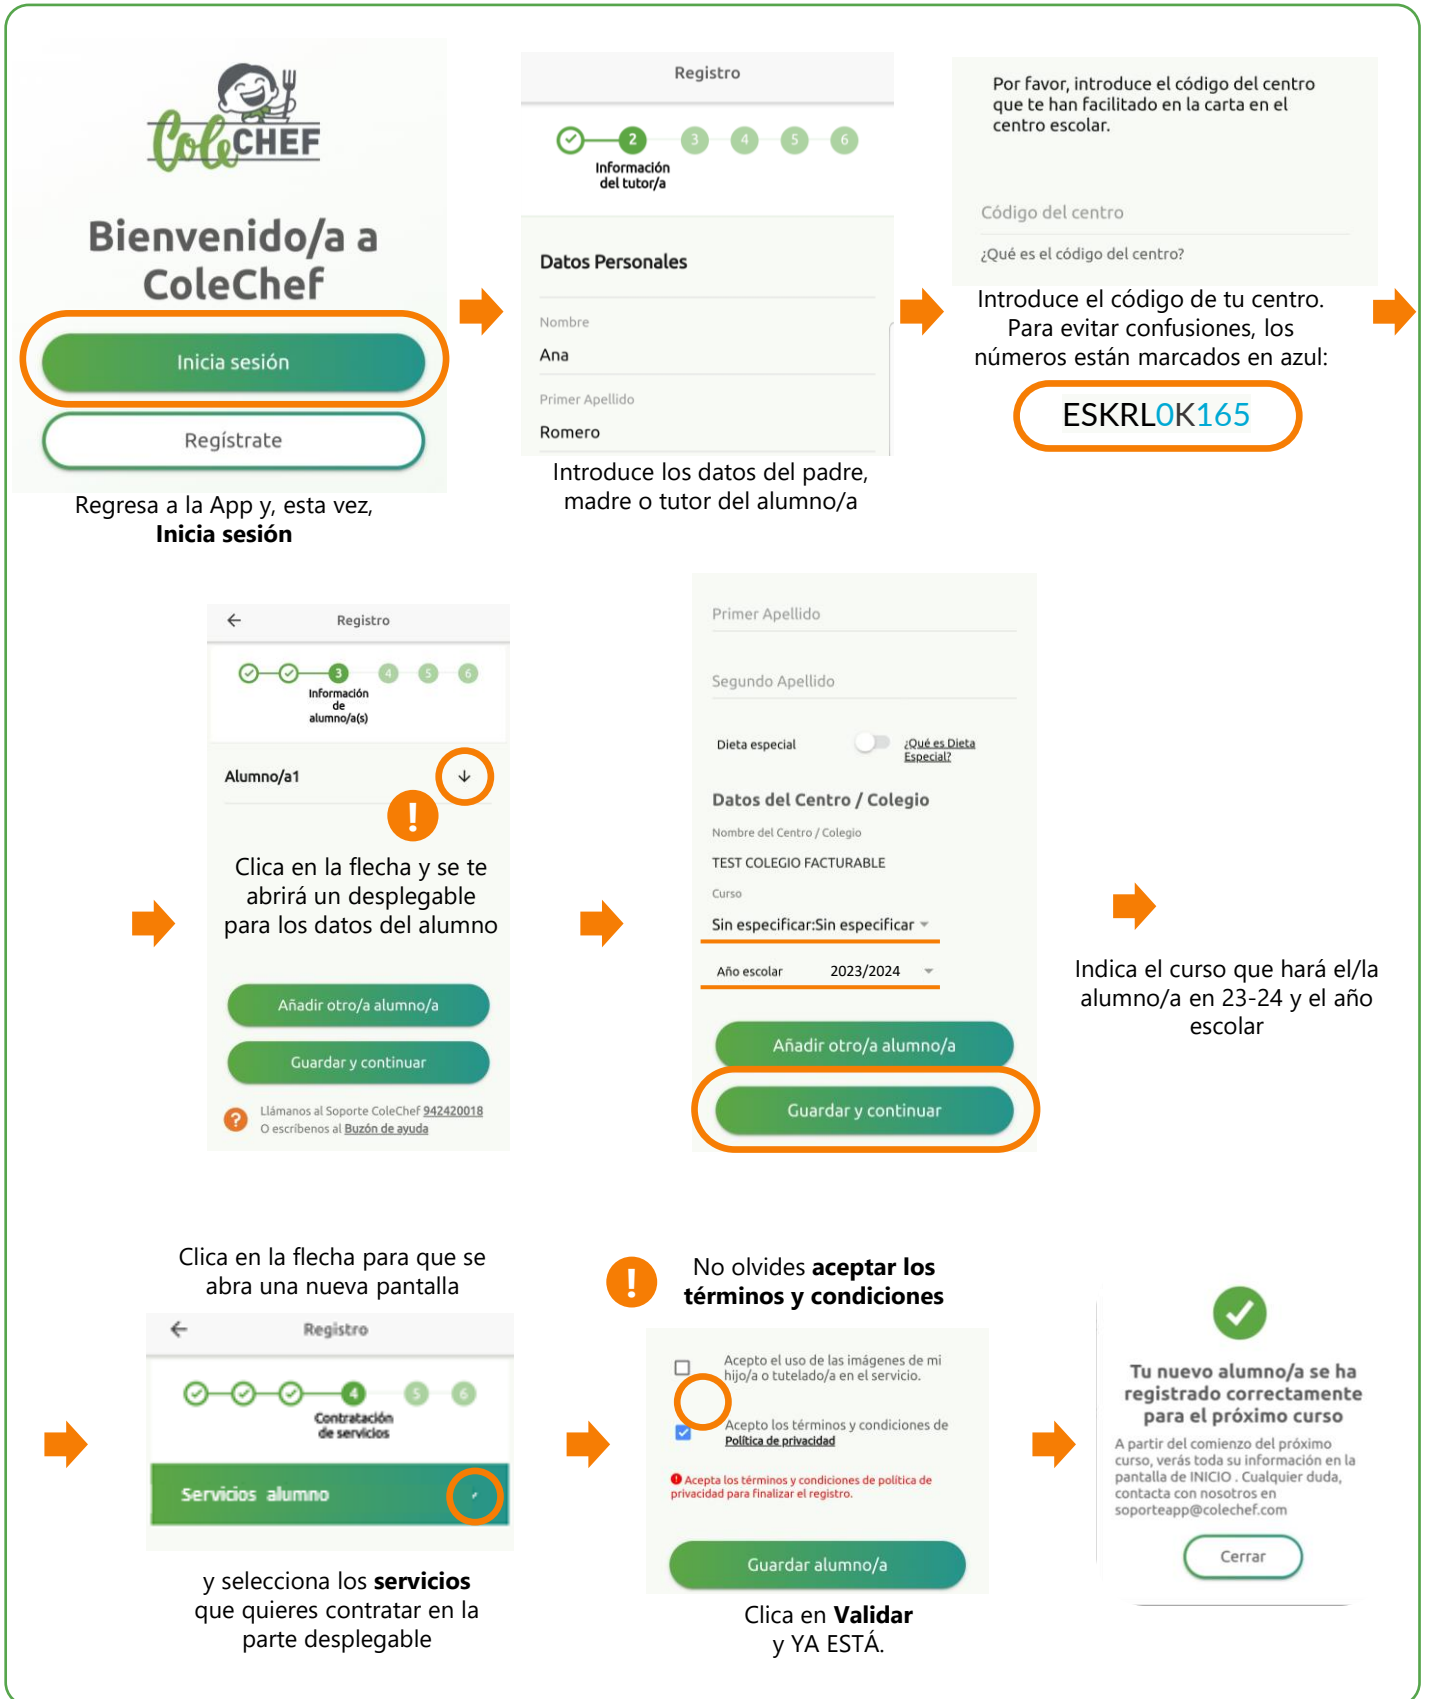 ColeCHEF
Bienvenido/a a
ColeChef
Inicia sesión
Regístrate
Regresa a la App y, esta vez,
Inicia sesión
Registro
2 3 4 5 6
Información
del tutor/a
Datos Personales
Nombre
Ana
Primer Apellido
Romero
Introduce los datos del padre,
madre o tutor del alumno/a
Por favor, introduce el código del centro
que te han facilitado en la carta en el
centro escolar.
Código del centro
¿Qué es el código del centro?
Introduce el código de tu centro.
Para evitar confusiones, los
números están marcados en azul:
ESKRL0K165
Registro
3 4 5 6
Información
de
alumno/a(s)
Alumno/a1
!
Clica en la flecha y se te
abrirá un desplegable
para los datos del alumno
Añadir otro/a alumno/a
Guardar y continuar
? Llámanos al Soporte ColeChef 942420018
O escríbenos al Buzón de ayuda
Primer Apellido
Segundo Apellido
Dieta especial
¿Qué es Dieta
Especial?
Datos del Centro / Colegio
Nombre del Centro / Colegio
TEST COLEGIO FACTURABLE
Curso
Sin especificar:Sin especificar
Año escolar 2023/2024
Añadir otro/a alumno/a
Guardar y continuar
Indica el curso que hará el/la
alumno/a en 23-24 y el año
escolar
Clica en la flecha para que se
abra una nueva pantalla
Registro
4 5 6
Contratación
de servicios
Servicios alumno
y selecciona los servicios
que quieres contratar en la
parte desplegable
!
No olvides aceptar los
términos y condiciones
Acepto el uso de las imágenes de mi
hijo/a o tutelado/a en el servicio.
Acepto los términos y condiciones de
Política de privacidad
! Acepta los términos y condiciones de política de
privacidad para finalizar el registro.
Guardar alumno/a
Clica en Validar
y YA ESTÁ.
Tu nuevo alumno/a se ha
registrado correctamente
para el próximo curso
A partir del comienzo del próximo
curso, verás toda su información en la
pantalla de INICIO . Cualquier duda,
contacta con nosotros en
soporteapp@colechef.com
Cerrar